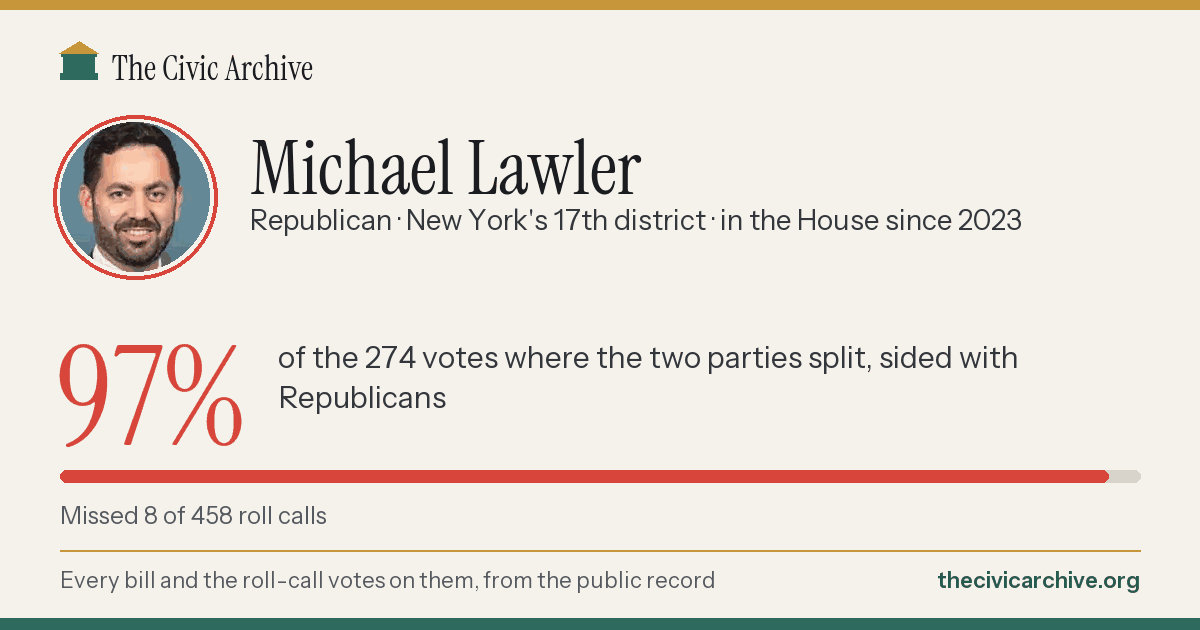 The Civic Archive
Michael Lawler
Republican · New York's 17th district · in the House since 2023
97%
of the 274 votes where the two parties split, sided with
Republicans
Missed 8 of 458 roll calls
Every bill and the roll-call votes on them, from the public record
thecivicarchive.org